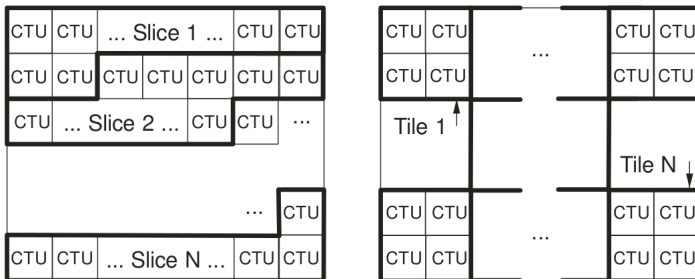 CTU CTU ... Slice 1 ... CTU CTU
CTU CTU CTU CTU CTU CTU CTU
CTU ... Slice 2 ... CTU CTU ...
... CTU
CTU CTU ... Slice N ... CTU CTU
CTU CTU ... CTU CTU
CTU CTU CTU CTU
Tile 1
Tile N
CTU CTU ... CTU CTU
CTU CTU CTU CTU